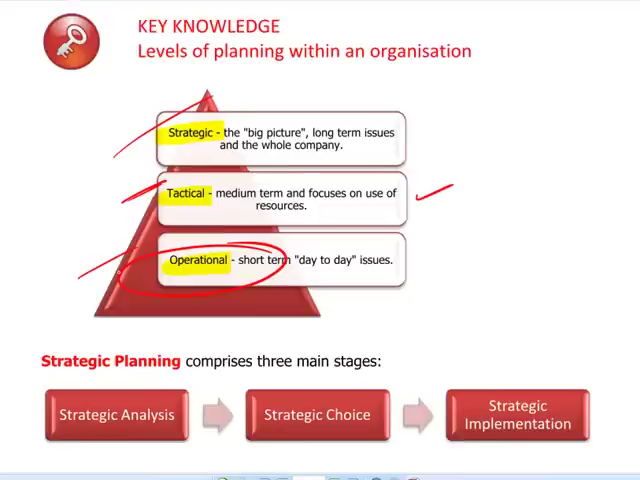 KEY KNOWLEDGE
Levels of planning within an organisation
Strategic - the "big picture", long term issues
and the whole company.
Tactical - medium term and focuses on use of
resources.
Operational - short term "day to day" issues.
Strategic Planning comprises three main stages:
Strategic Analysis
Strategic Choice
Strategic
Implementation